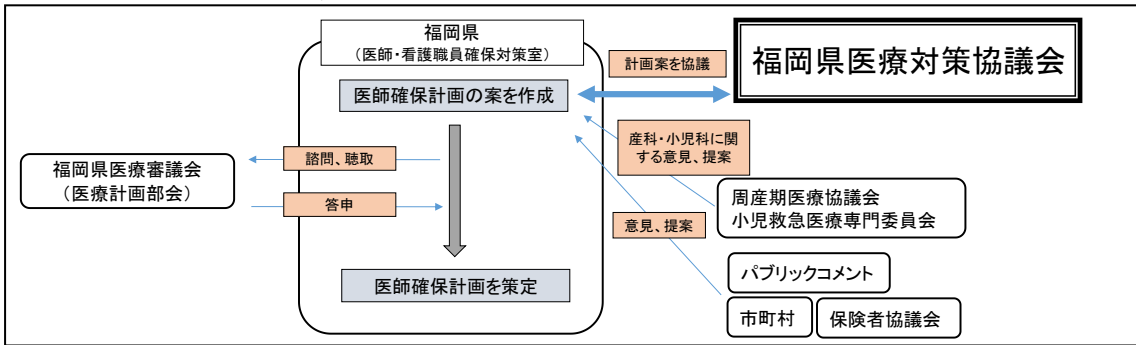 福岡県
（医師・看護職員確保対策室）
医師確保計画の案を作成
計画案を協議
福岡県医療対策協議会
産科・小児科に関
する意見、提案
諮問、聴取
福岡県医療審議会
（医療計画部会）
答申
周産期医療協議会
小児救急医療専門委員会
意見、提案
医師確保計画を策定
パブリックコメント
市町村
保険者協議会